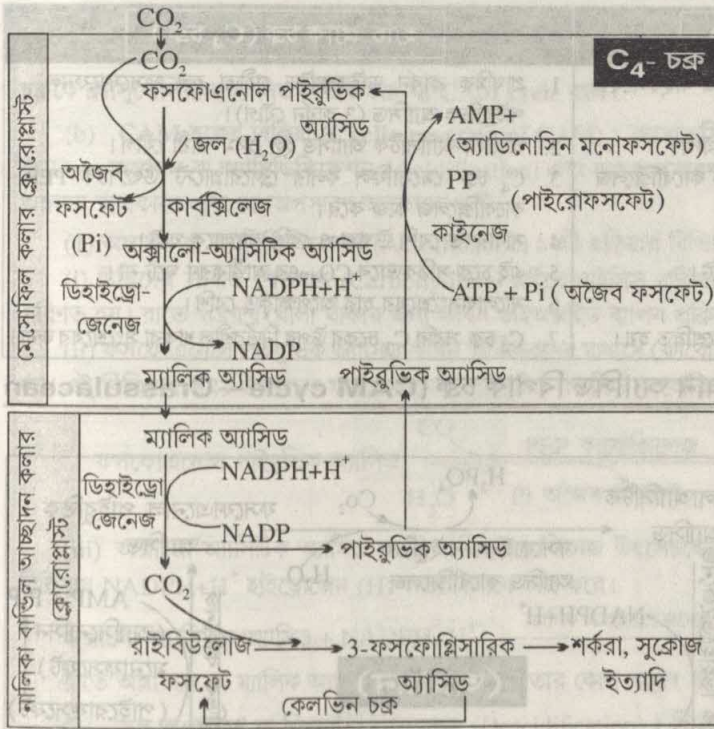 C₄- চক্র
CO₂
মেসোফিল কলার ক্লোরোপ্লাস্ট
CO₂
ফসফোএনোল পাইরুভিক
অ্যাসিড
জল (H₂O)
অজৈব
ফসফেট
(Pi)
কার্বক্সিলেজ
অক্সালো-অ্যাসিটিক অ্যাসিড
ডিহাইড্রো-
জেনেজ
NADPH+H⁺
NADP
ম্যালিক অ্যাসিড
AMP+
(অ্যাডিনোসিন মনোফসফেট)
PP
(পাইরোফসফেট)
কাইনেজ
ATP + Pi (অজৈব ফসফেট)
পাইরুভিক অ্যাসিড
নালিকা বান্ডিল আচ্ছাদন কলার
ক্লোরোপ্লাস্ট
ম্যালিক অ্যাসিড
ডিহাইড্রো
জেনেজ
NADPH+H⁺
NADP
পাইরুভিক অ্যাসিড
CO₂
রাইবিউলোজ
ফসফেট
3-ফসফোগ্লিসারিক
অ্যাসিড
শর্করা, সুক্রোজ
ইত্যাদি
কেলভিন চক্র